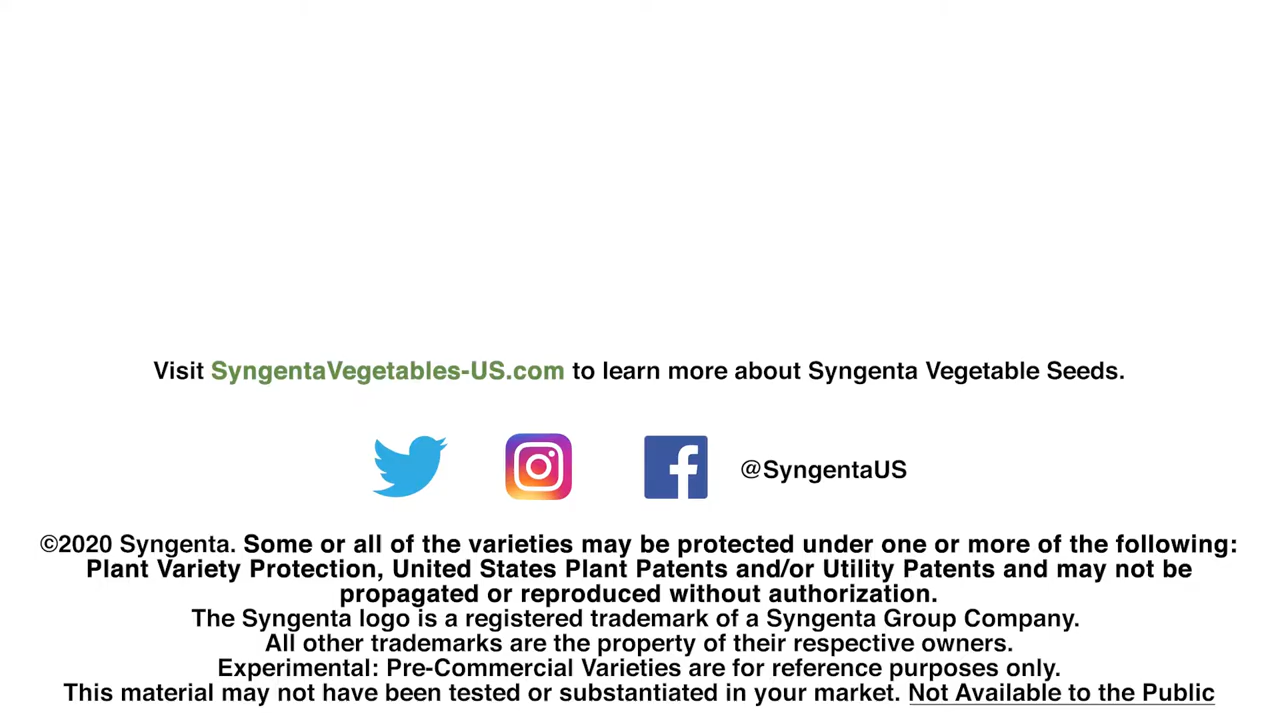 Visit SyngentaVegetables-US.com to learn more about Syngenta Vegetable Seeds.
@SyngentaUS
©2020 Syngenta. Some or all of the varieties may be protected under one or more of the following:
Plant Variety Protection, United States Plant Patents and/or Utility Patents and may not be
propagated or reproduced without authorization.
The Syngenta logo is a registered trademark of a Syngenta Group Company.
All other trademarks are the property of their respective owners.
Experimental: Pre-Commercial Varieties are for reference purposes only.
This material may not have been tested or substantiated in your market. Not Available to the Public